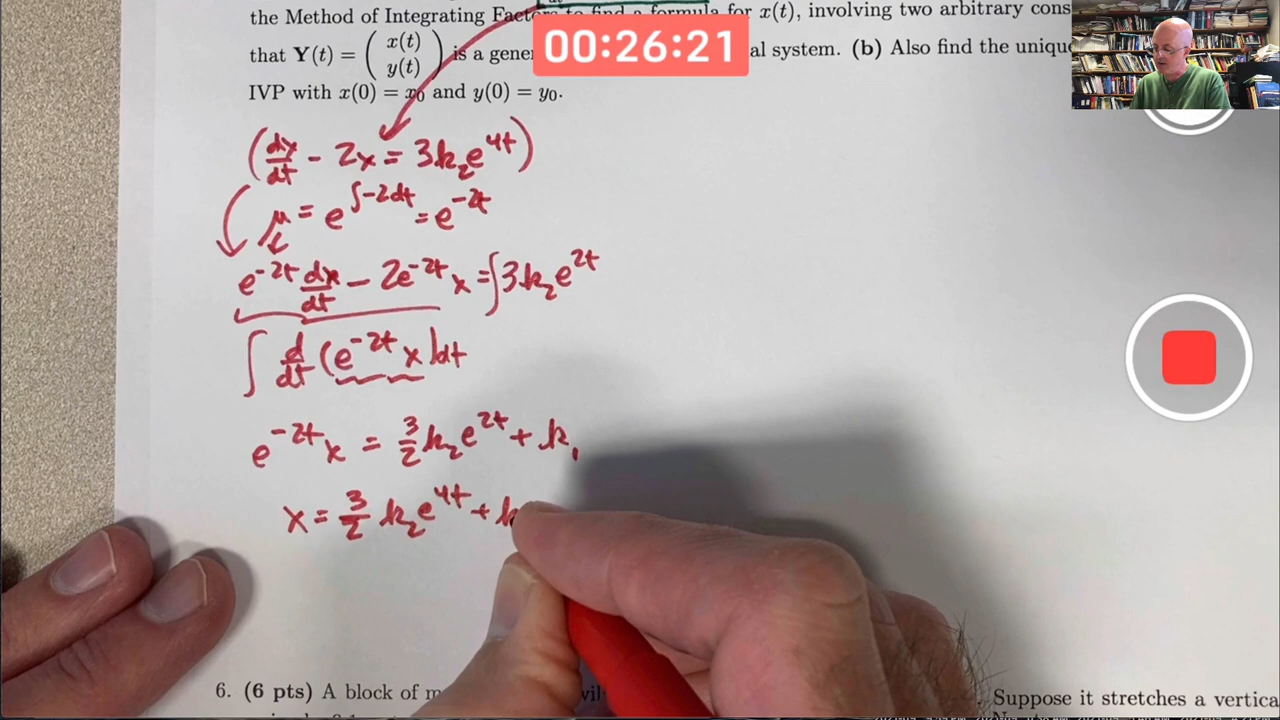 the Method of Integrating Factors to find a formula for x(t), involving two arbitrary cons
00:26:21
that Y(t) = ( x(t) y(t) ) is a gene al system. (b) Also find the uniqu
IVP with x(0) = x₀ and y(0) = y₀.
(dx/dt - 2x = 3k₂e^{4t})
μ = e^{∫-2dt} = e^{-2t}
e^{-2t} dx/dt - 2e^{-2t} x = ∫3k₂e^{2t}
∫ d/dt (e^{-2t} x) dt
e^{-2t} x = 3/2 k₂e^{2t} + k₁
x = 3/2 k₂e^{4t} + k
6. (6 pts) A block of m vil Suppose it stretches a vertica